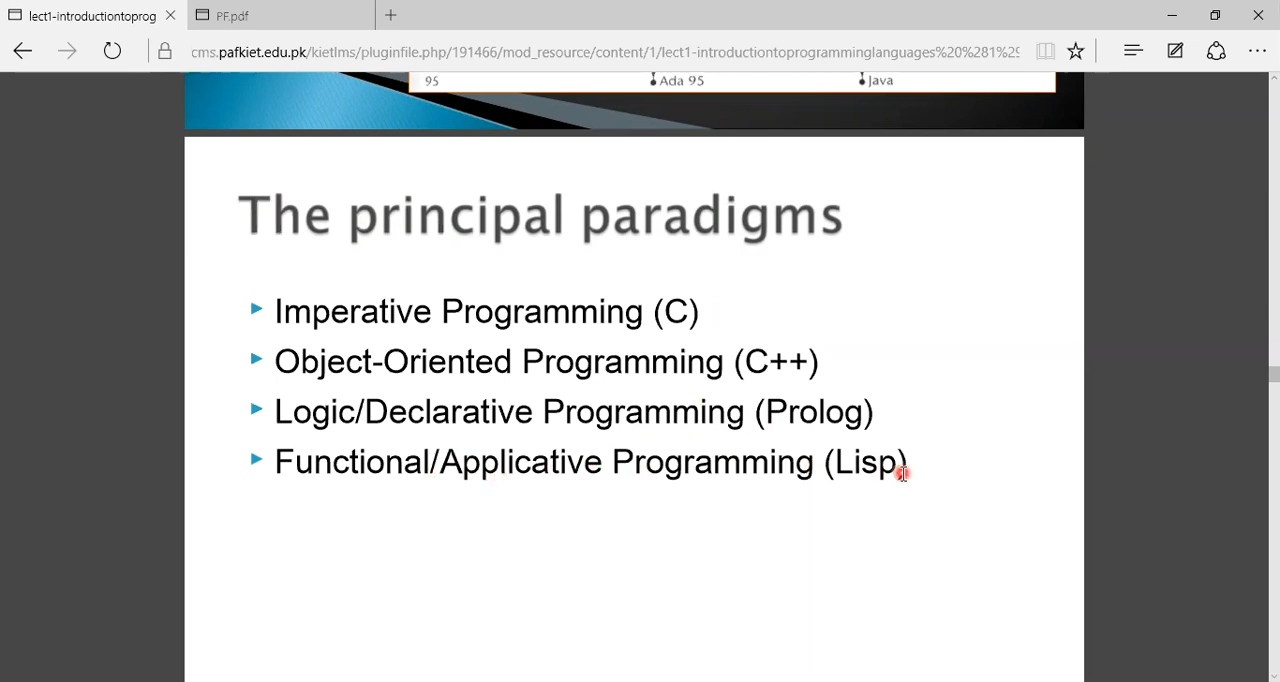 lect1-introductiontoprog
PF.pdf
cms.pafkiet.edu.pk/kietlms/pluginfile.php/191466/mod_resource/content/1/lect1-introductiontoprogramminglanguages%20%281%29
95 Ada 95 Java
The principal paradigms
Imperative Programming (C)
Object-Oriented Programming (C++)
Logic/Declarative Programming (Prolog)
Functional/Applicative Programming (Lisp)